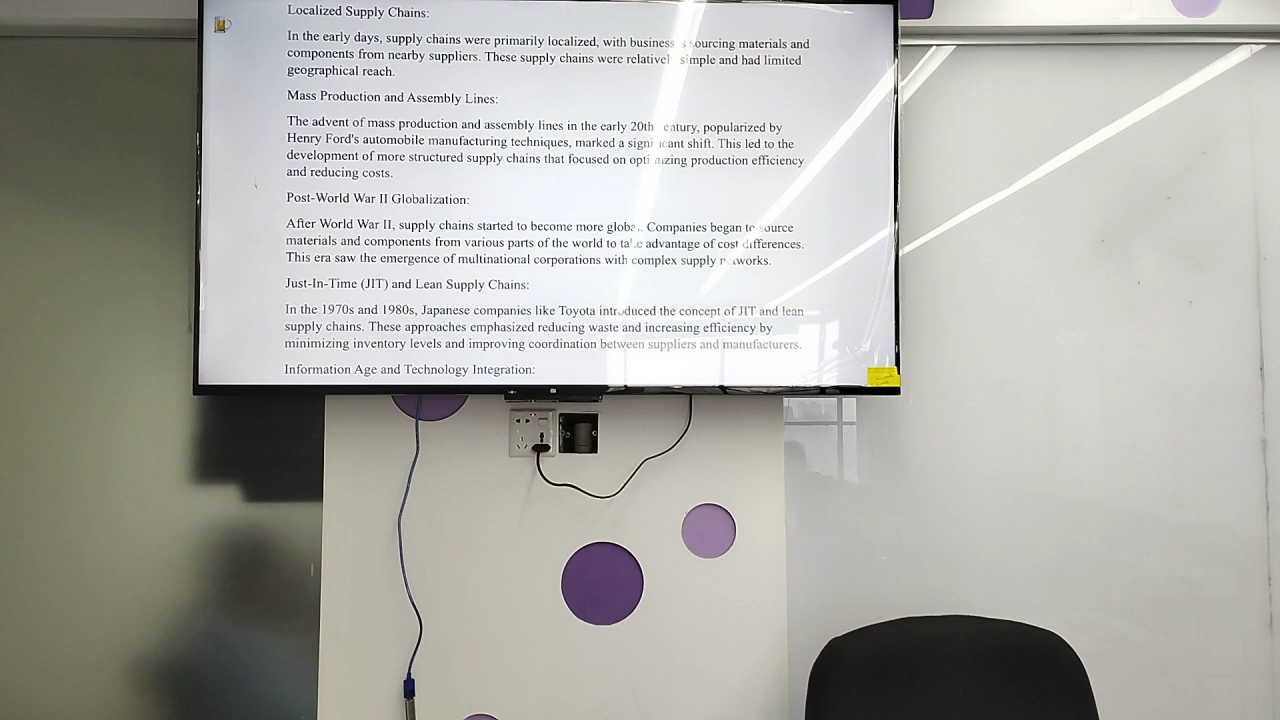 Localized Supply Chains:
In the early days, supply chains were primarily localized, with business s sourcing materials and
components from nearby suppliers. These supply chains were relatively simple and had limited
geographical reach.
Mass Production and Assembly Lines:
The advent of mass production and assembly lines in the early 20th century, popularized by
Henry Ford's automobile manufacturing techniques, marked a significant shift. This led to the
development of more structured supply chains that focused on optimizing production efficiency
and reducing costs.
Post-World War II Globalization:
After World War II, supply chains started to become more global. Companies began to source
materials and components from various parts of the world to take advantage of cost differences.
This era saw the emergence of multinational corporations with complex supply networks.
Just-In-Time (JIT) and Lean Supply Chains:
In the 1970s and 1980s, Japanese companies like Toyota introduced the concept of JIT and lean
supply chains. These approaches emphasized reducing waste and increasing efficiency by
minimizing inventory levels and improving coordination between suppliers and manufacturers.
Information Age and Technology Integration: